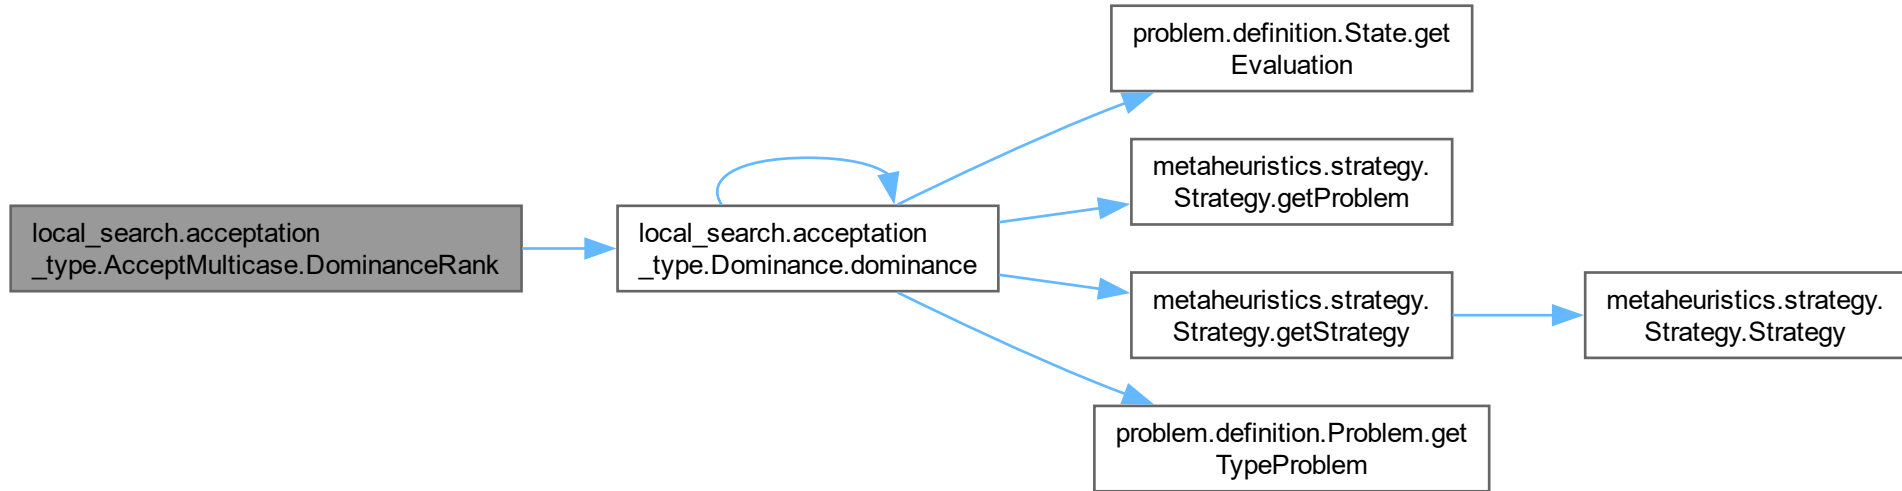 local_search.acceptation
_type.AcceptMulticase.DominanceRank
local_search.acceptation
_type.Dominance.dominance
problem.definition.State.get
Evaluation
metaheuristics.strategy.
Strategy.getProblem
metaheuristics.strategy.
Strategy.getStrategy
metaheuristics.strategy.
Strategy.Strategy
problem.definition.Problem.get
TypeProblem